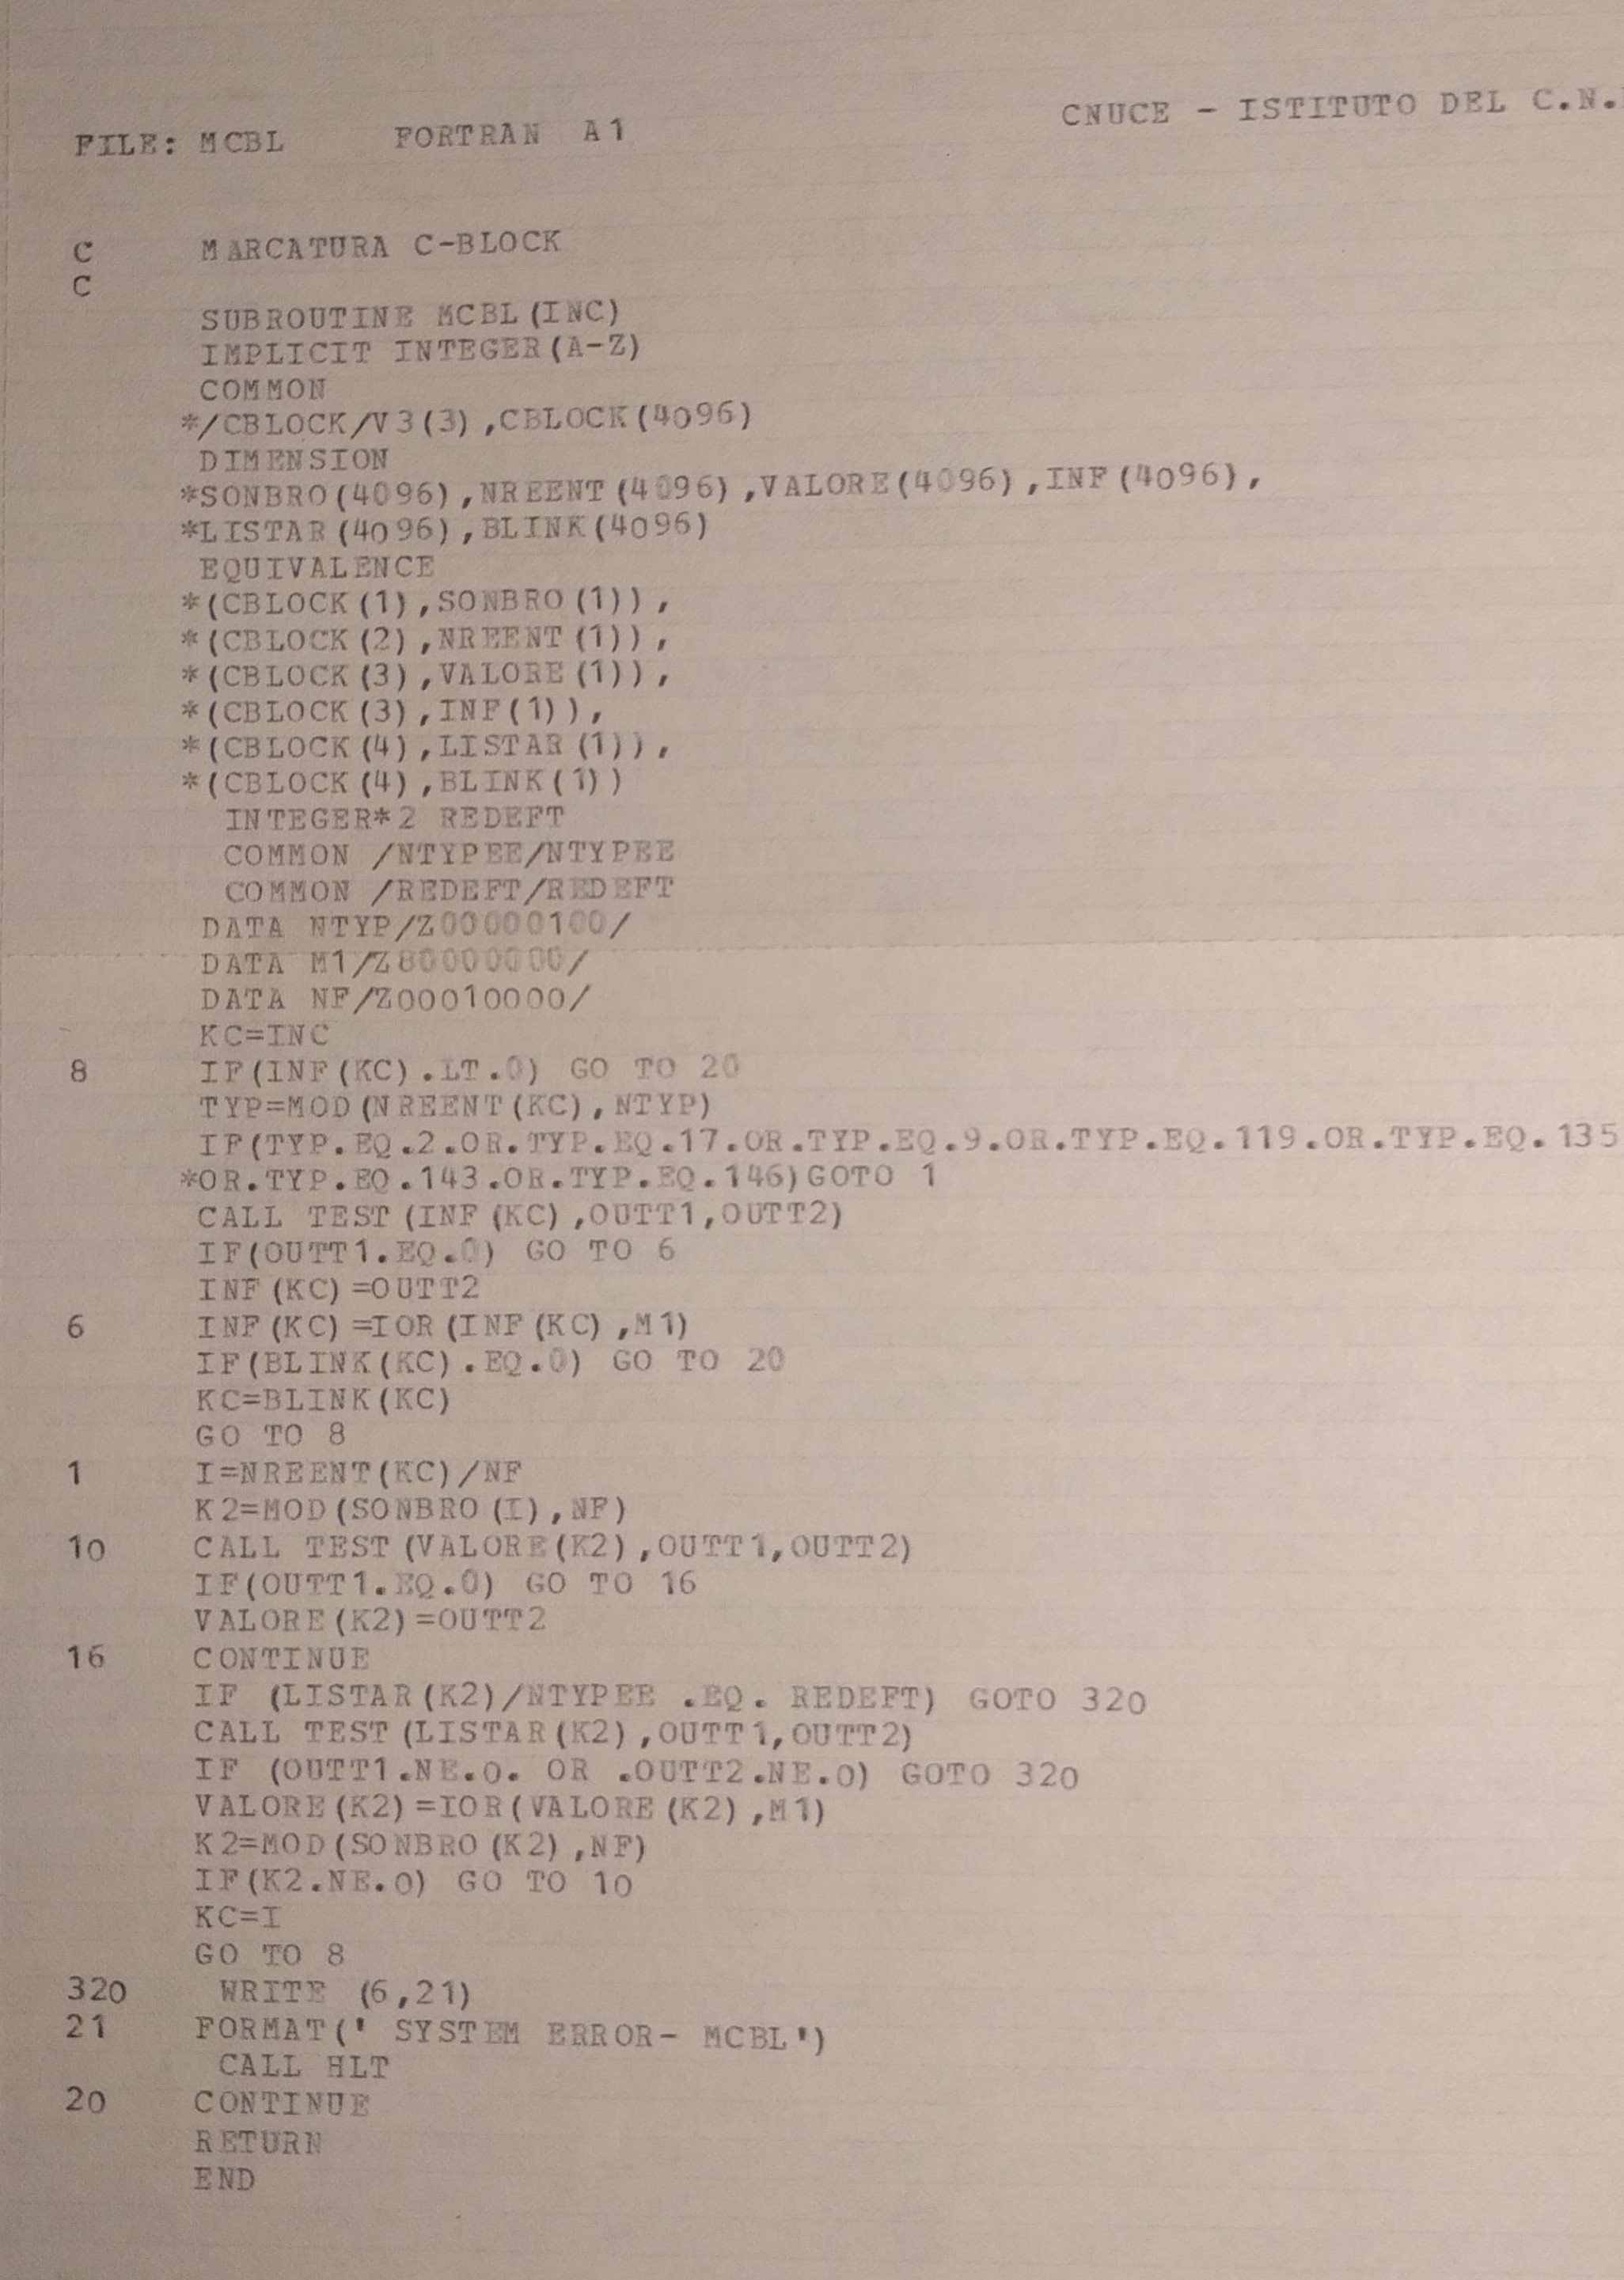 CNUCE - ISTITUTO DEL C.N.
FILE: MCBL     FORTRAN  A1
C     MARCATURA C-BLOCK
C
      SUBROUTINE MCBL(INC)
      IMPLICIT INTEGER(A-Z)
      COMMON
     */CBLOCK/V3(3),CBLOCK(4096)
      DIMENSION
     *SONBRO(4096),NREENT(4096),VALORE(4096),INF(4096),
     *LISTAR(4096),BLINK(4096)
      EQUIVALENCE
     *(CBLOCK(1),SONBRO(1)),
     *(CBLOCK(2),NREENT(1)),
     *(CBLOCK(3),VALORE(1)),
     *(CBLOCK(3),INF(1)),
     *(CBLOCK(4),LISTAR(1)),
     *(CBLOCK(4),BLINK(1))
       INTEGER*2 REDEFT
       COMMON /NTYPEE/NTYPEE
       COMMON /REDEFT/REDEFT
      DATA NTYP/Z00000100/
      DATA M1/Z80000000/
      DATA NF/Z00010000/
      KC=INC
8     IF(INF(KC).LT.0) GO TO 20
      TYP=MOD(NREENT(KC),NTYP)
      IF(TYP.EQ.2.OR.TYP.EQ.17.OR.TYP.EQ.9.OR.TYP.EQ.119.OR.TYP.EQ.135
     *OR.TYP.EQ.143.OR.TYP.EQ.146)GOTO 1
      CALL TEST(INF(KC),OUTT1,OUTT2)
      IF(OUTT1.EQ.0) GO TO 6
      INF(KC)=OUTT2
6     INF(KC)=IOR(INF(KC),M1)
      IF(BLINK(KC).EQ.0) GO TO 20
      KC=BLINK(KC)
      GO TO 8
1     I=NREENT(KC)/NF
      K2=MOD(SONBRO(I),NF)
10    CALL TEST(VALORE(K2),OUTT1,OUTT2)
      IF(OUTT1.EQ.0) GO TO 16
      VALORE(K2)=OUTT2
16    CONTINUE
      IF (LISTAR(K2)/NTYPEE .EQ. REDEFT) GOTO 320
      CALL TEST(LISTAR(K2),OUTT1,OUTT2)
      IF (OUTT1.NE.0. OR .OUTT2.NE.0) GOTO 320
      VALORE(K2)=IOR(VALORE(K2),M1)
      K2=MOD(SONBRO(K2),NF)
      IF(K2.NE.0) GO TO 10
      KC=I
      GO TO 8
320    WRITE (6,21)
21    FORMAT(' SYSTEM ERROR- MCBL')
       CALL HLT
20    CONTINUE
      RETURN
      END